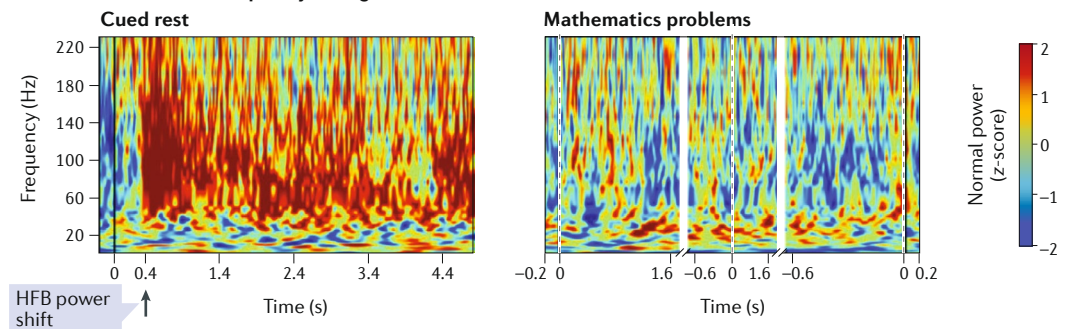 Cued rest
Mathematics problems
Frequency (Hz)
220
180
140
100
60
20
0 0.4 1.4 2.4 3.4 4.4
Time (s)
HFB power
shift
–0.2 0 1.6 –0.6 0 1.6 –0.6 0 0.2
Time (s)
2
1
0
–1
–2
Normal power
(z-score)